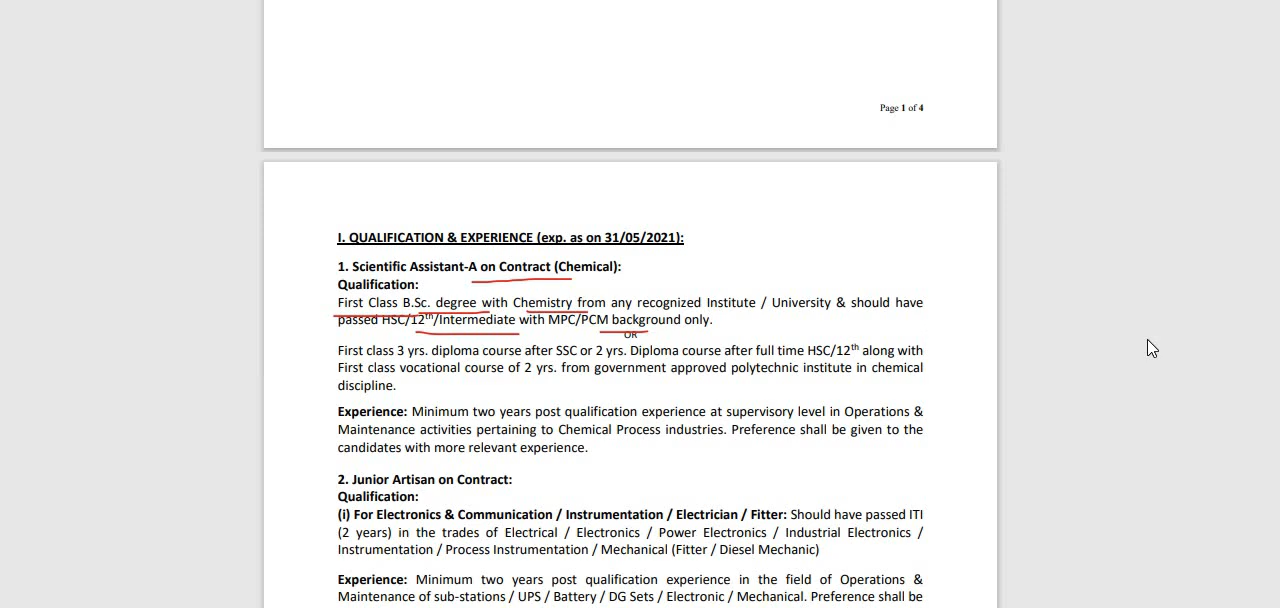 Page 1 of 4
I. QUALIFICATION & EXPERIENCE (exp. as on 31/05/2021):
1. Scientific Assistant-A on Contract (Chemical):
Qualification:
First Class B.Sc. degree with Chemistry from any recognized Institute / University & should have
passed HSC/12th/Intermediate with MPC/PCM background only.
OR
First class 3 yrs. diploma course after SSC or 2 yrs. Diploma course after full time HSC/12th along with
First class vocational course of 2 yrs. from government approved polytechnic institute in chemical
discipline.
Experience: Minimum two years post qualification experience at supervisory level in Operations &
Maintenance activities pertaining to Chemical Process industries. Preference shall be given to the
candidates with more relevant experience.
2. Junior Artisan on Contract:
Qualification:
(i) For Electronics & Communication / Instrumentation / Electrician / Fitter: Should have passed ITI
(2 years) in the trades of Electrical / Electronics / Power Electronics / Industrial Electronics /
Instrumentation / Process Instrumentation / Mechanical (Fitter / Diesel Mechanic)
Experience: Minimum two years post qualification experience in the field of Operations &
Maintenance of sub-stations / UPS / Battery / DG Sets / Electronic / Mechanical. Preference shall be